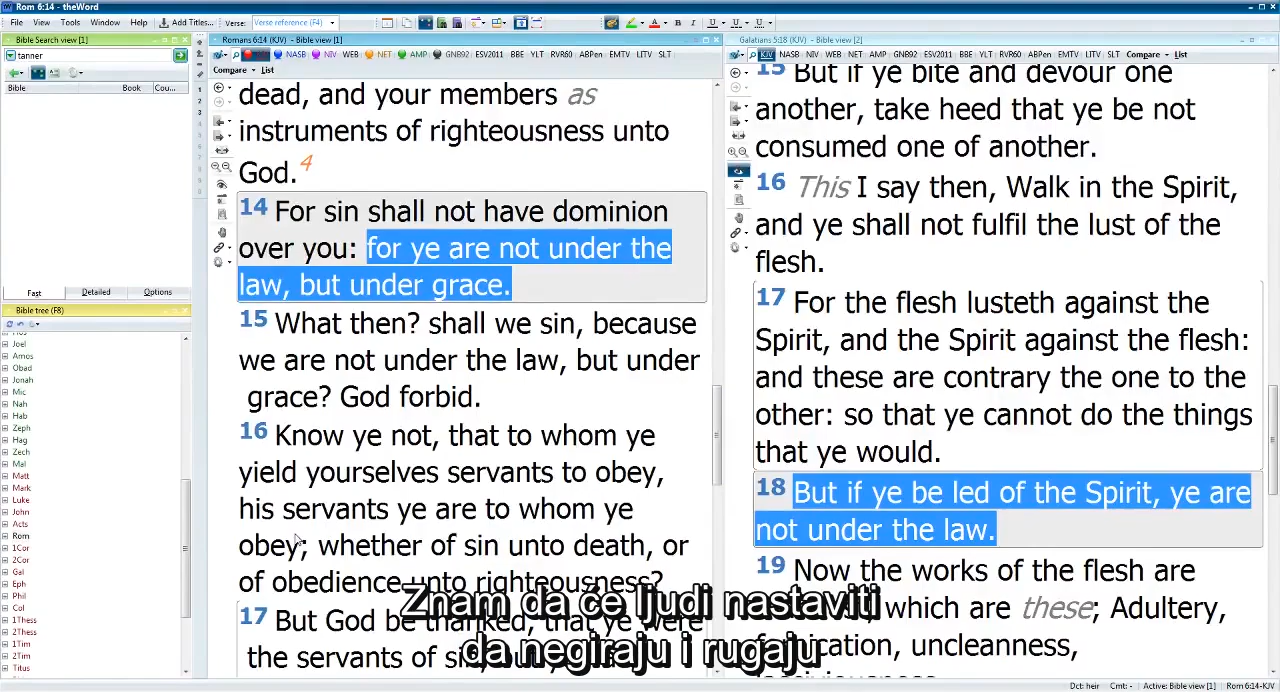 Rom 6:14 - theWord
File View Tools Window Help Add Titles... Verse: Verse reference (F4)
Bible Search view [1]
tanner
Bible Book Cou...
Fast Detailed Options
Bible tree (F8)
Joel
Amos
Obad
Jonah
Mic
Nah
Hab
Zeph
Hag
Zech
Mal
Matt
Mark
Luke
John
Acts
Rom
1Cor
2Cor
Gal
Eph
Phil
Col
1Thess
2Thess
1Tim
2Tim
Titus
Romans 6:14 (KJV) - Bible view [1]
NASB NIV WEB NET AMP GNB92 ESV2011 BBE YLT RVR60 ABPen EMTV LITV SLT
Compare List
dead, and your members as
instruments of righteousness unto
God. 4
14 For sin shall not have dominion
over you: for ye are not under the
law, but under grace.
15 What then? shall we sin, because
we are not under the law, but under
grace? God forbid.
16 Know ye not, that to whom ye
yield yourselves servants to obey,
his servants ye are to whom ye
obey; whether of sin unto death, or
of obedience unto righteousness?
17 But God be thanked, that ye were
the servants of sin, but
Galatians 5:18 (KJV) - Bible view [2]
KJV NASB NIV WEB NET AMP GNB92 ESV2011 BBE YLT RVR60 ABPen EMTV LITV SLT Compare List
15 But if ye bite and devour one
another, take heed that ye be not
consumed one of another.
16 This I say then, Walk in the Spirit,
and ye shall not fulfil the lust of the
flesh.
17 For the flesh lusteth against the
Spirit, and the Spirit against the flesh:
and these are contrary the one to the
other: so that ye cannot do the things
that ye would.
18 But if ye be led of the Spirit, ye are
not under the law.
19 Now the works of the flesh are
which are these; Adultery,
uncleanness,
Znam da će ljudi nastaviti
da negiraju i rugaju
Dct: heir Cmt: - Active: Bible view [1] Rom 6:14-KJV